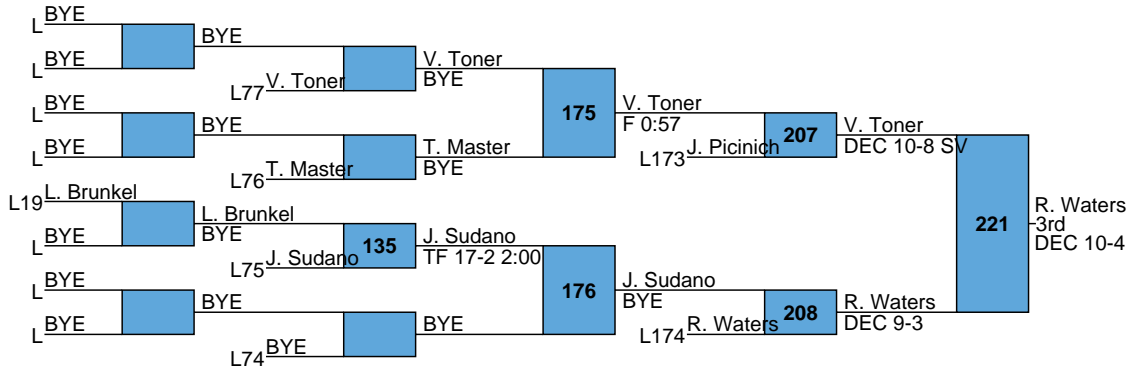 L BYE
BYE
L BYE
V. Toner
L77 V. Toner
BYE
175
V. Toner
F 0:57
L BYE
BYE
L BYE
T. Master
L76 T. Master
BYE
L173 J. Picinich
207
V. Toner
DEC 10-8 SV
L19 L. Brunkel
L. Brunkel
BYE
L BYE
135
J. Sudano
TF 17-2 2:00
L75 J. Sudano
176
J. Sudano
BYE
L BYE
BYE
L BYE
BYE
L74 BYE
L174 R. Waters
208
R. Waters
DEC 9-3
221
R. Waters
3rd
DEC 10-4